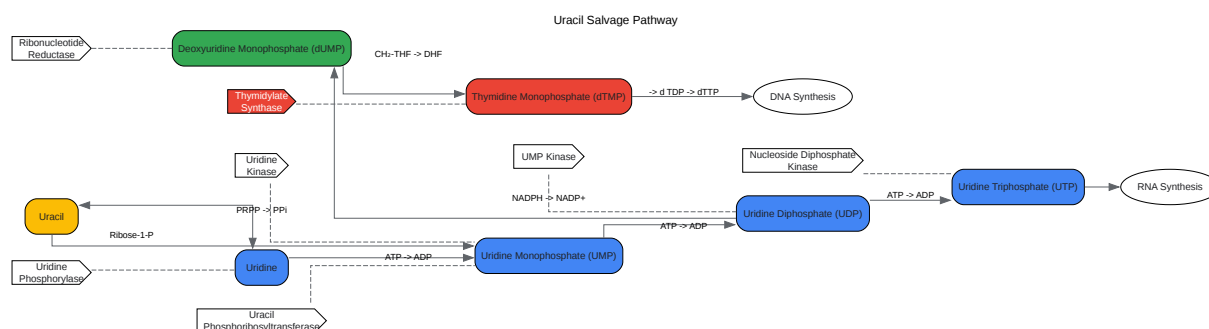 Uracil Salvage Pathway
Ribonucleotide
Reductase
Deoxyuridine Monophosphate (dUMP)
CH₂-THF -> DHF
Thymidylate
Synthase
Thymidine Monophosphate (dTMP)
-> d TDP -> dTTP
DNA Synthesis
Uridine
Kinase
UMP Kinase
Nucleoside Diphosphate
Kinase
Uridine Triphosphate (UTP)
RNA Synthesis
NADPH -> NADP+
ATP -> ADP
Uracil
PRPP -> PPi
Uridine Diphosphate (UDP)
Ribose-1-P
ATP -> ADP
Uridine
Phosphorylase
Uridine
ATP -> ADP
Uridine Monophosphate (UMP)
Uracil
Phosphoribosyltransferase